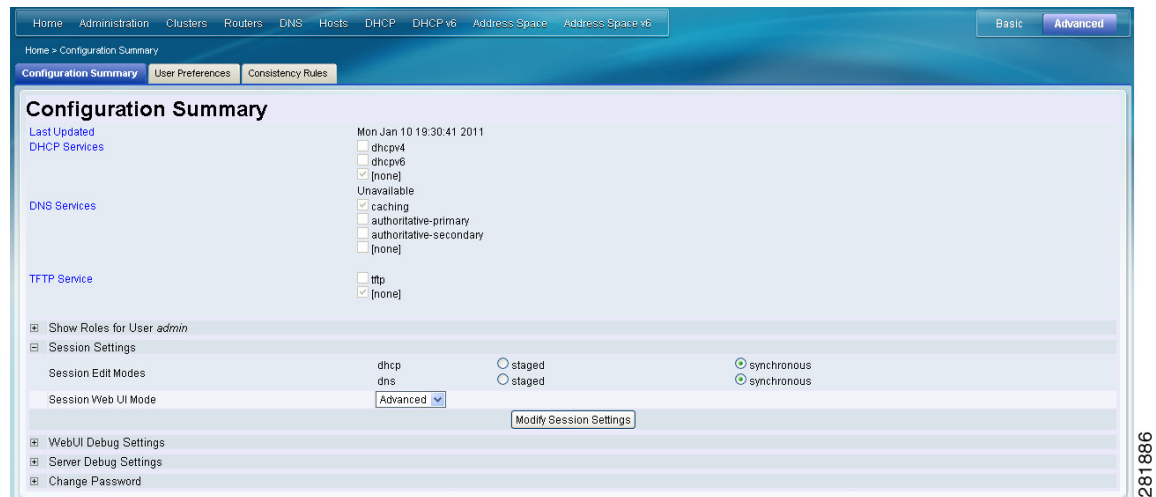 Home Administration Clusters Routers DNS Hosts DHCP DHCP v6 Address Space Address Space v6 Basic Advanced
Home > Configuration Summary
Configuration Summary User Preferences Consistency Rules
Configuration Summary
Last Updated Mon Jan 10 19:30:41 2011
DHCP Services dhcpv4
dhcpv6
[none]
Unavailable
DNS Services caching
authoritative-primary
authoritative-secondary
[none]
TFTP Service tftp
[none]
Show Roles for User admin
Session Settings
Session Edit Modes
dhcp staged synchronous
dns staged synchronous
Session Web UI Mode Advanced
Modify Session Settings
WebUI Debug Settings
Server Debug Settings
Change Password
281886